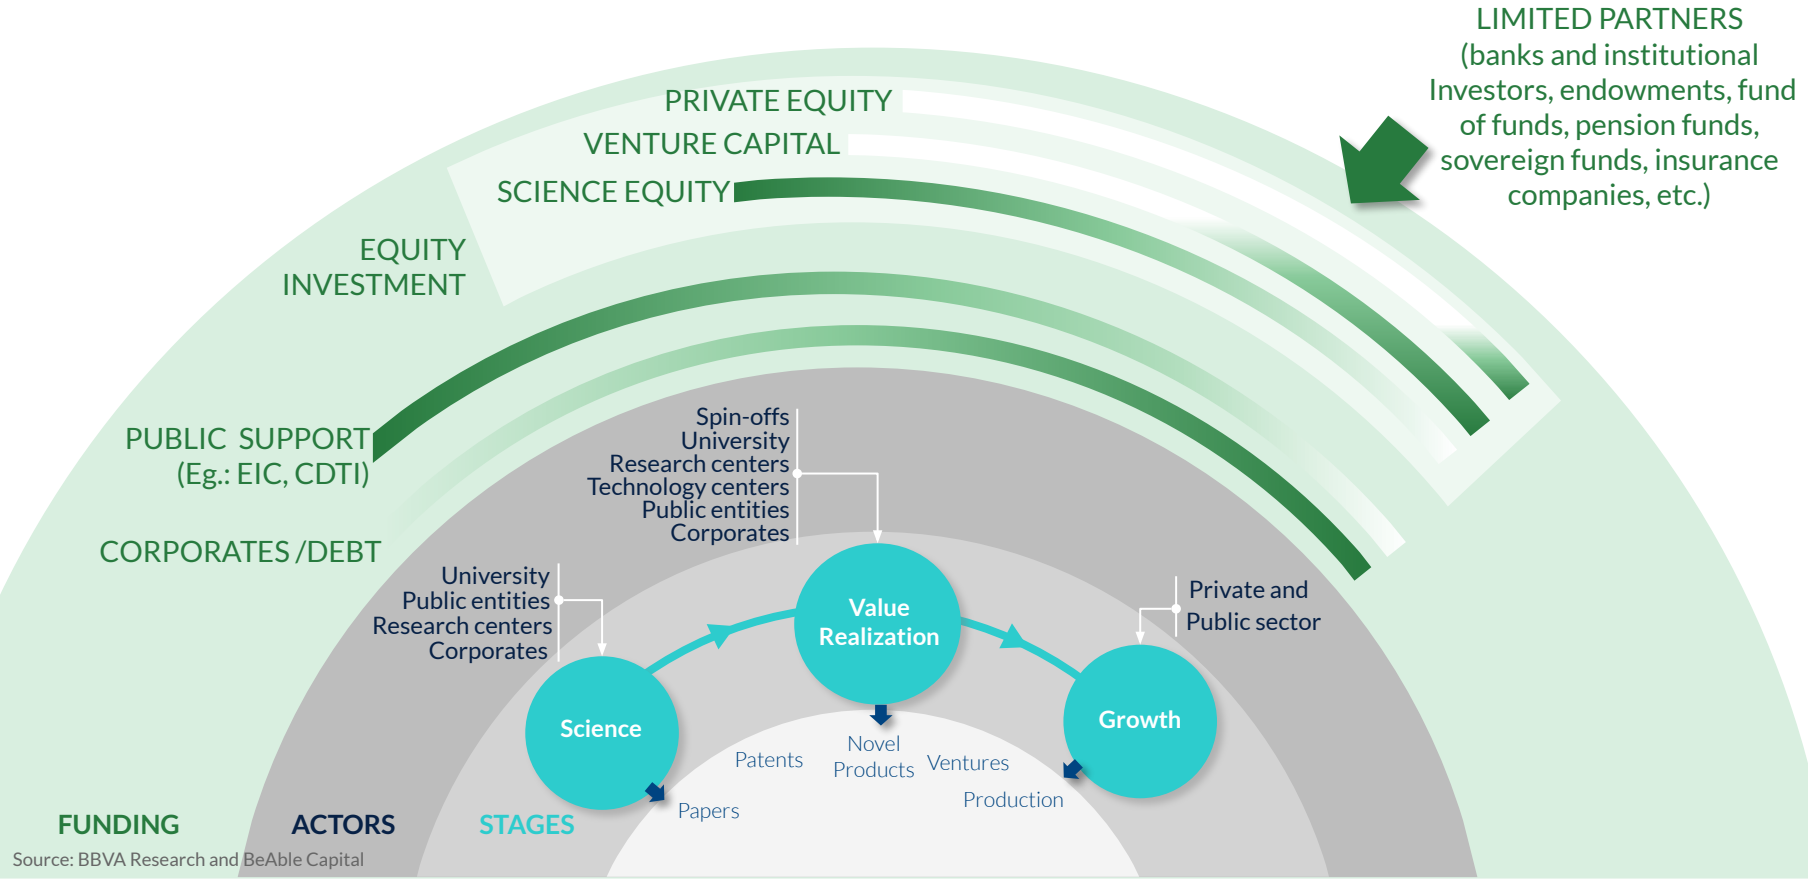 LIMITED PARTNERS
(banks and institutional
Investors, endowments, fund
of funds, pension funds,
sovereign funds, insurance
companies, etc.)
PRIVATE EQUITY
VENTURE CAPITAL
SCIENCE EQUITY
EQUITY
INVESTMENT
PUBLIC SUPPORT
(Eg.: EIC, CDTI)
CORPORATES /DEBT
Spin-offs
University
Research centers
Technology centers
Public entities
Corporates
University
Public entities
Research centers
Corporates
Private and
Public sector
Value
Realization
Science
Growth
Patents
Novel
Products
Ventures
Production
Papers
FUNDING
ACTORS
STAGES
Source: BBVA Research and BeAble Capital